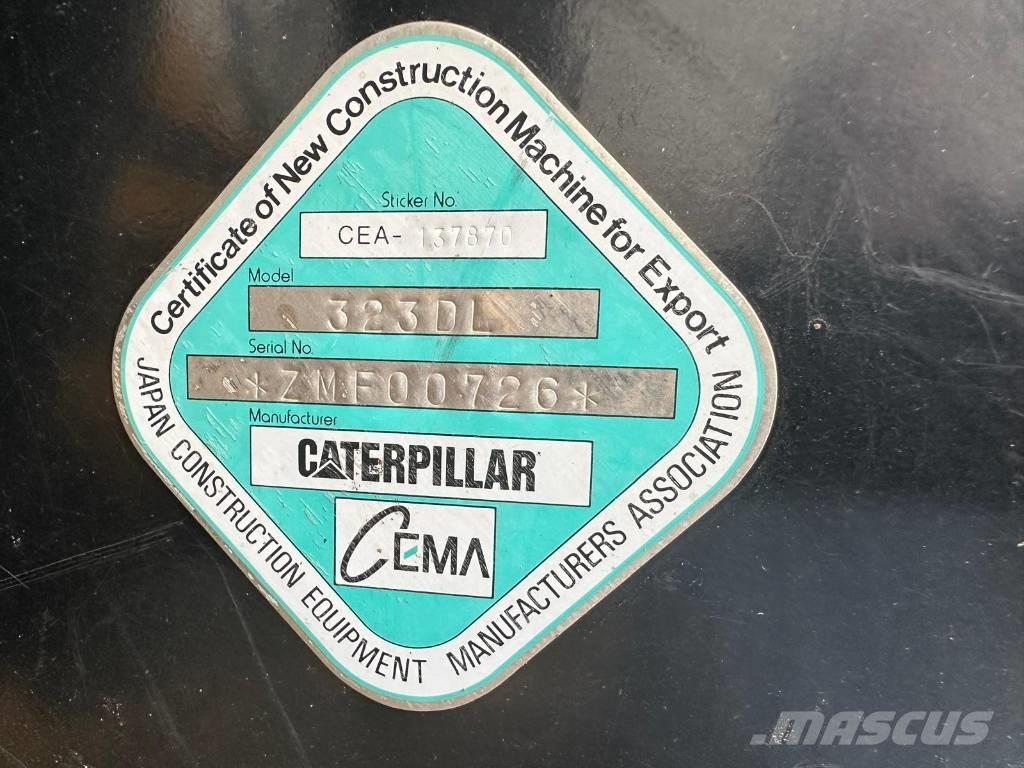 Certificate of New Construction Machine for Export
Sticker No.
CEA- 137870
Model
323DL
Serial No.
*ZMF00726*
Manufacturer
CATERPILLAR
CEMA
JAPAN CONSTRUCTION EQUIPMENT MANUFACTURERS ASSOCIATION
MASCUS